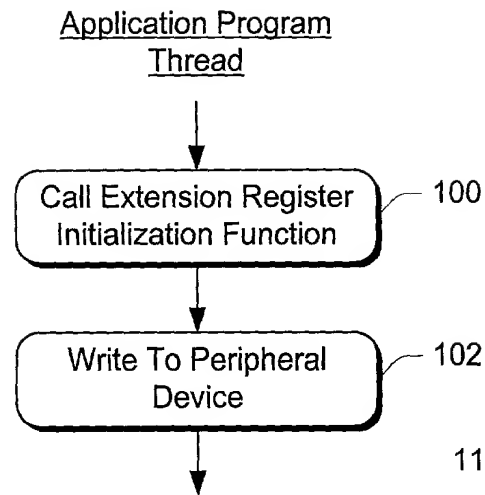 Application Program
Thread
Call Extension Register
Initialization Function
100
Write To Peripheral
Device
102
11